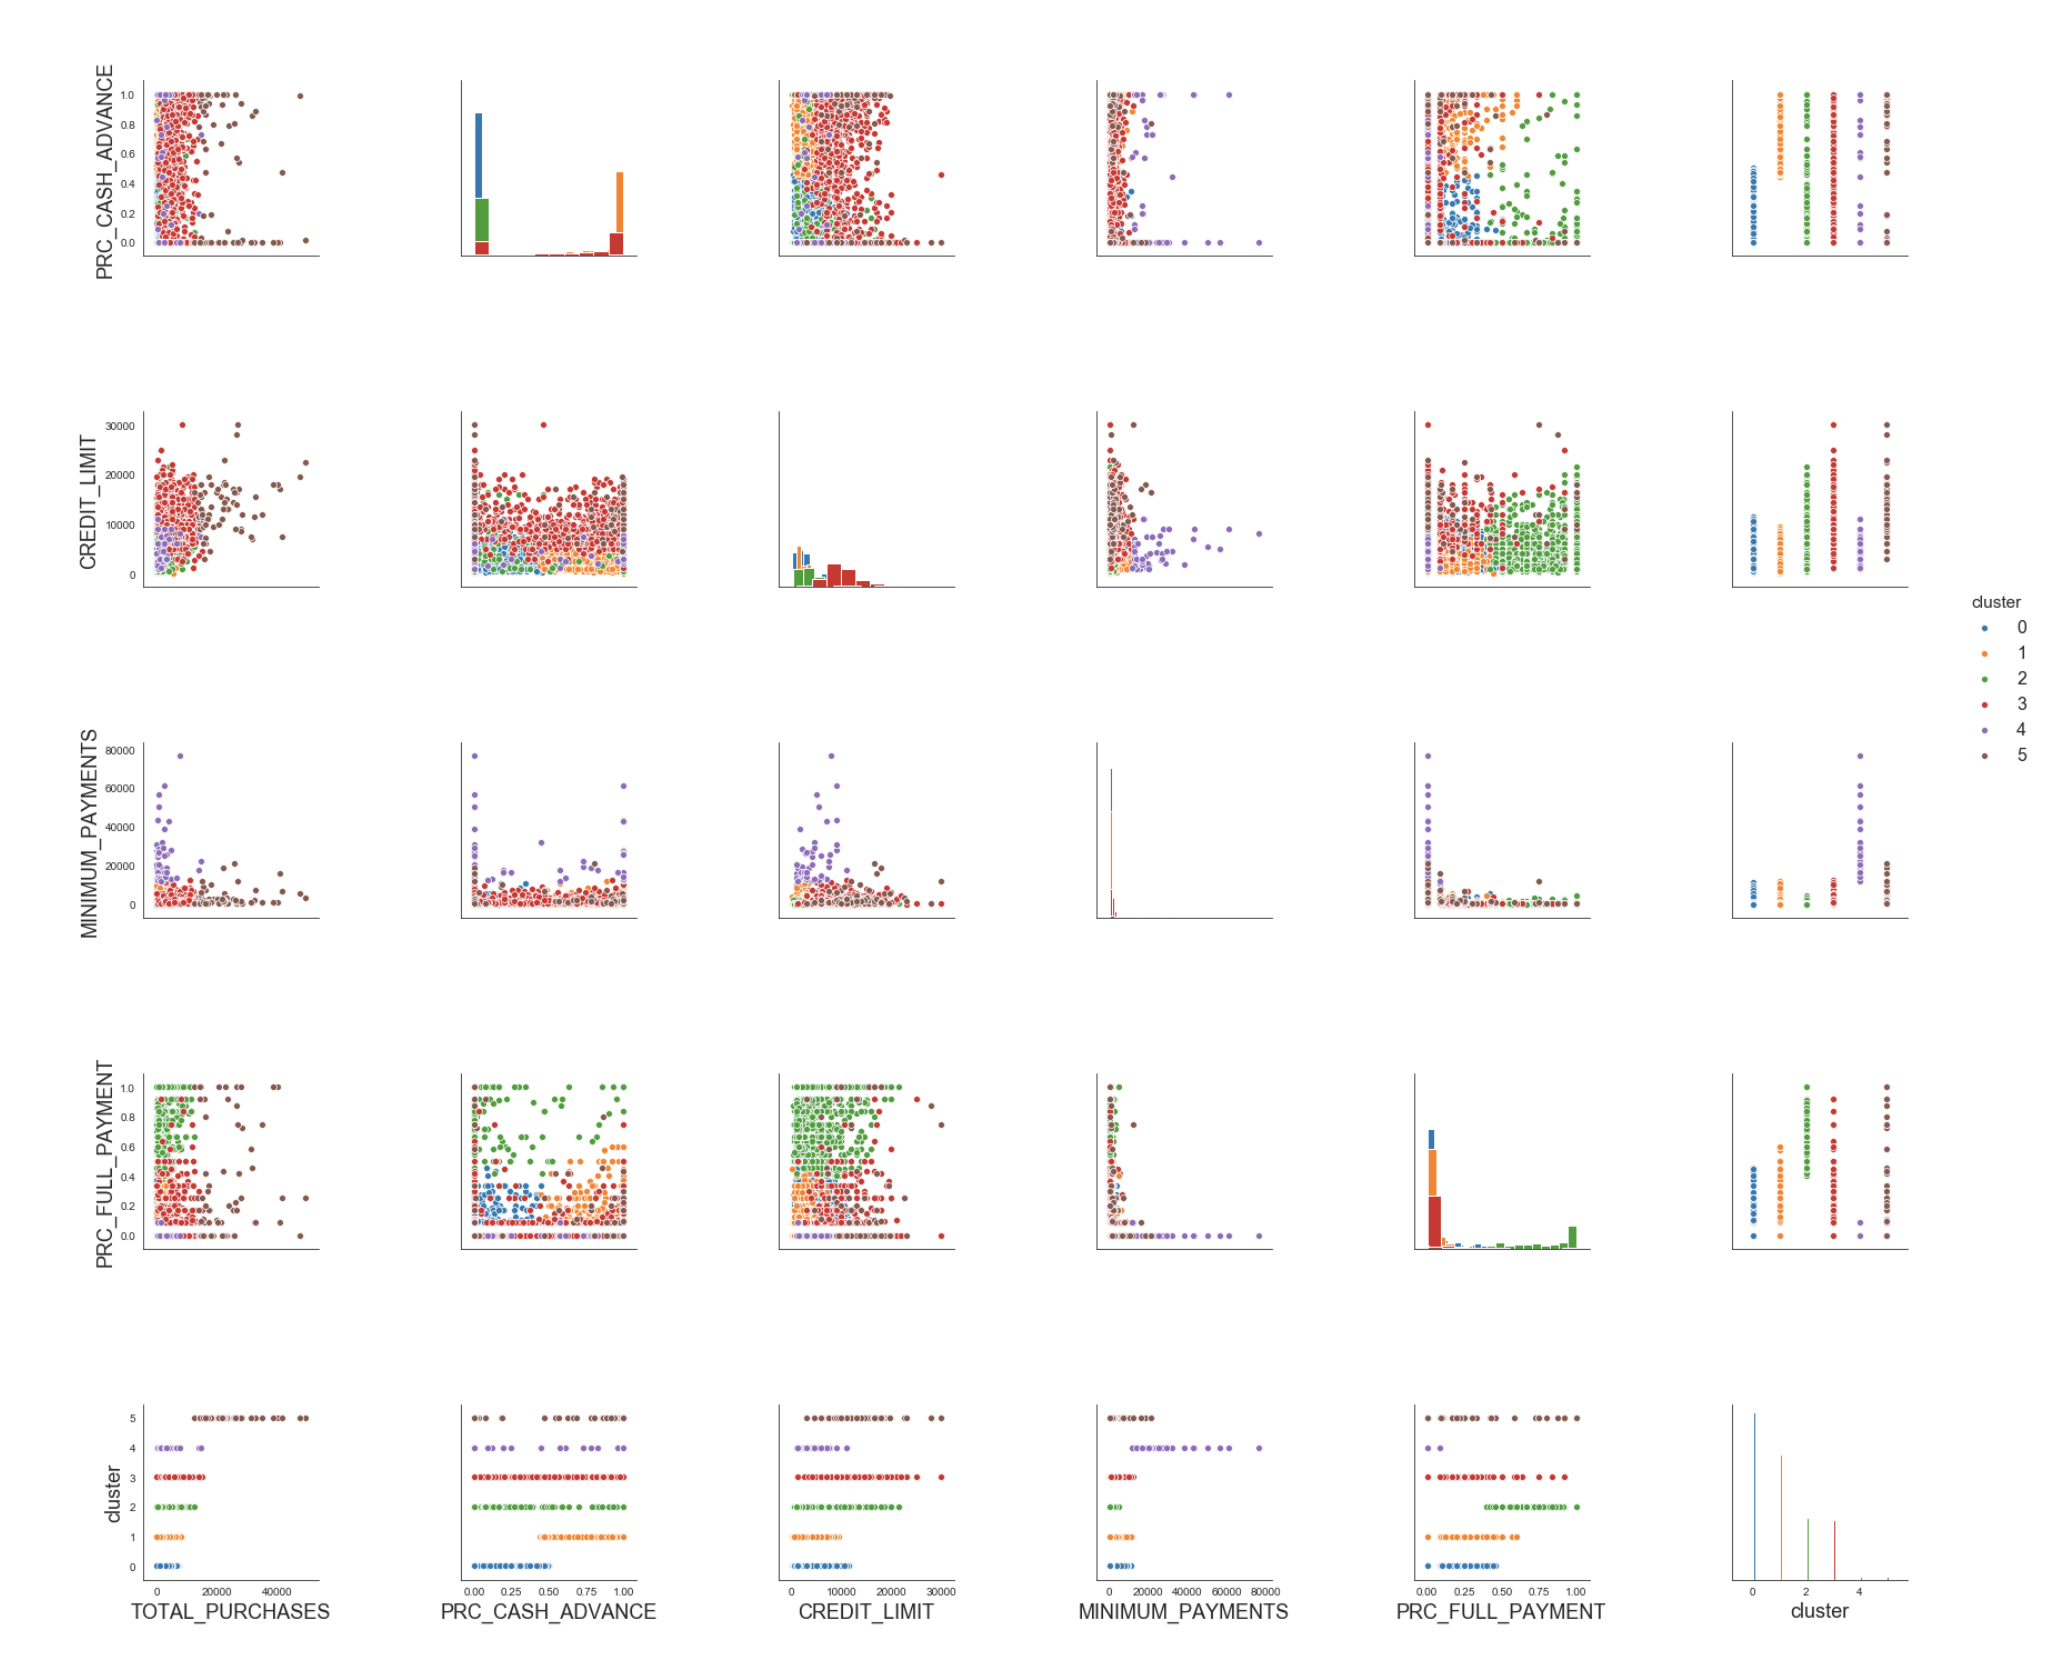 PRC_CASH_ADVANCE
1.0
0.8
0.6
0.4
0.2
0.0
CREDIT_LIMIT
30000
20000
10000
0
cluster
0
1
2
3
4
5
MINIMUM_PAYMENTS
80000
60000
40000
20000
0
PRC_FULL_PAYMENT
1.0
0.8
0.6
0.4
0.2
0.0
cluster
5
4
3
2
1
0
0 20000 40000
0.00 0.25 0.50 0.75 1.00
0 10000 20000 30000
0 20000 40000 60000 80000
0.00 0.25 0.50 0.75 1.00
0 2 4
TOTAL_PURCHASES
PRC_CASH_ADVANCE
CREDIT_LIMIT
MINIMUM_PAYMENTS
PRC_FULL_PAYMENT
cluster